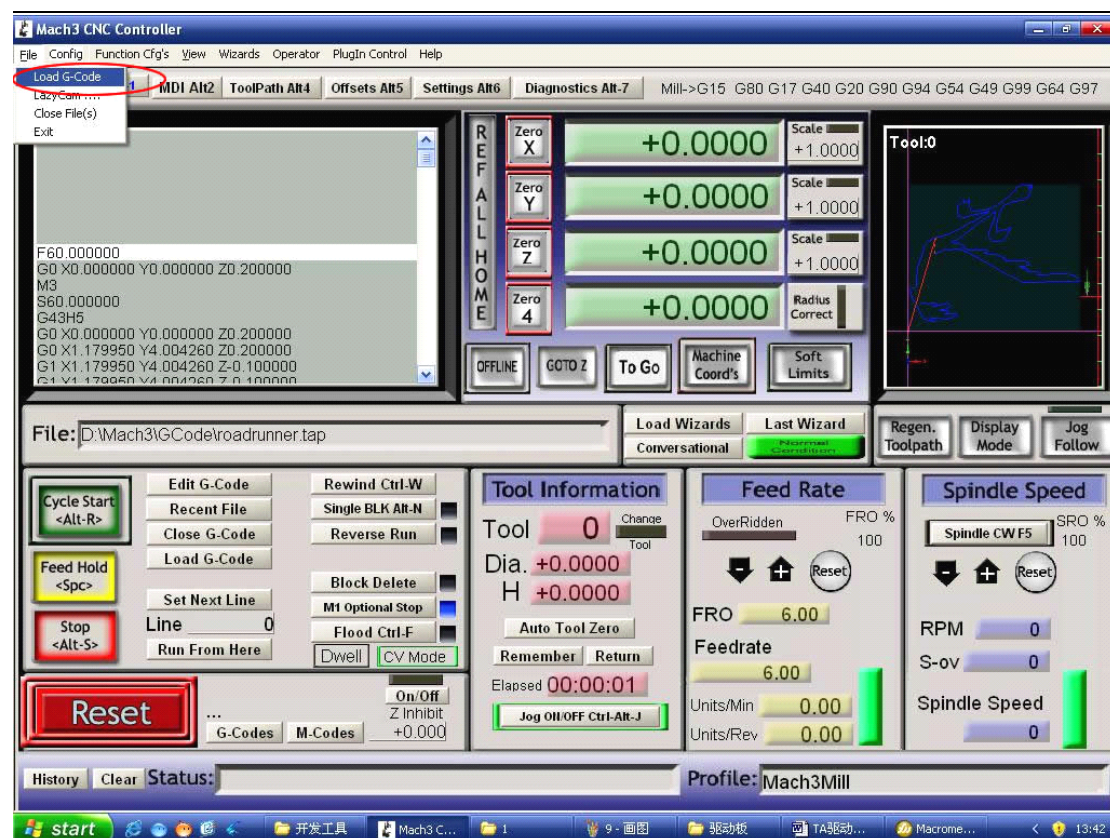 Mach3 CNC Controller
File Config Function Cfg's View Wizards Operator PlugIn Control Help
Load G-Code
LazyCam ....
Close File(s)
Exit
1 MDI Alt2 ToolPath Alt4 Offsets Alt5 Settings Alt6 Diagnostics Alt-7 Mill->G15 G80 G17 G40 G20 G90 G94 G54 G49 G99 G64 G97
F60.000000
G0 X0.000000 Y0.000000 Z0.200000
M3
S60.000000
G43H5
G0 X0.000000 Y0.000000 Z0.200000
G0 X1.179950 Y4.004260 Z0.200000
G1 X1.179950 Y4.004260 Z-0.100000
REF ALL HOME
Zero X +0.0000 Scale +1.0000
Zero Y +0.0000 Scale +1.0000
Zero Z +0.0000 Scale +1.0000
Zero 4 +0.0000 Radius Correct
OFFLINE GOTO Z To Go Machine Coord's Soft Limits
Tool:0
File: D:\Mach3\GCode\roadrunner.tap
Load Wizards Last Wizard
Conversational Normal Condition
Regen. Toolpath Display Mode Jog Follow
Cycle Start <Alt-R>
Feed Hold <Spc>
Stop <Alt-S>
Edit G-Code
Recent File
Close G-Code
Load G-Code
Set Next Line
Line 0
Run From Here
Rewind Ctrl-W
Single BLK Alt-N
Reverse Run
Block Delete
M1 Optional Stop
Flood Ctrl-F
Dwell CV Mode
Reset
...
G-Codes M-Codes
On/Off
Z Inhibit
+0.000
Tool Information
Tool 0 Change Tool
Dia. +0.0000
H +0.0000
Auto Tool Zero
Remember Return
Elapsed 00:00:01
Jog ON/OFF Ctrl-Alt-J
Feed Rate
OverRidden FRO % 100
Reset
FRO 6.00
Feedrate
6.00
Units/Min 0.00
Units/Rev 0.00
Spindle Speed
Spindle CW F5 SRO % 100
Reset
RPM 0
S-ov 0
Spindle Speed
0
History Clear Status: Profile: Mach3Mill
start 开发工具 Mach3 C... 1 9 - 画图 驱动板 TA驱动... Macrome... 13:42